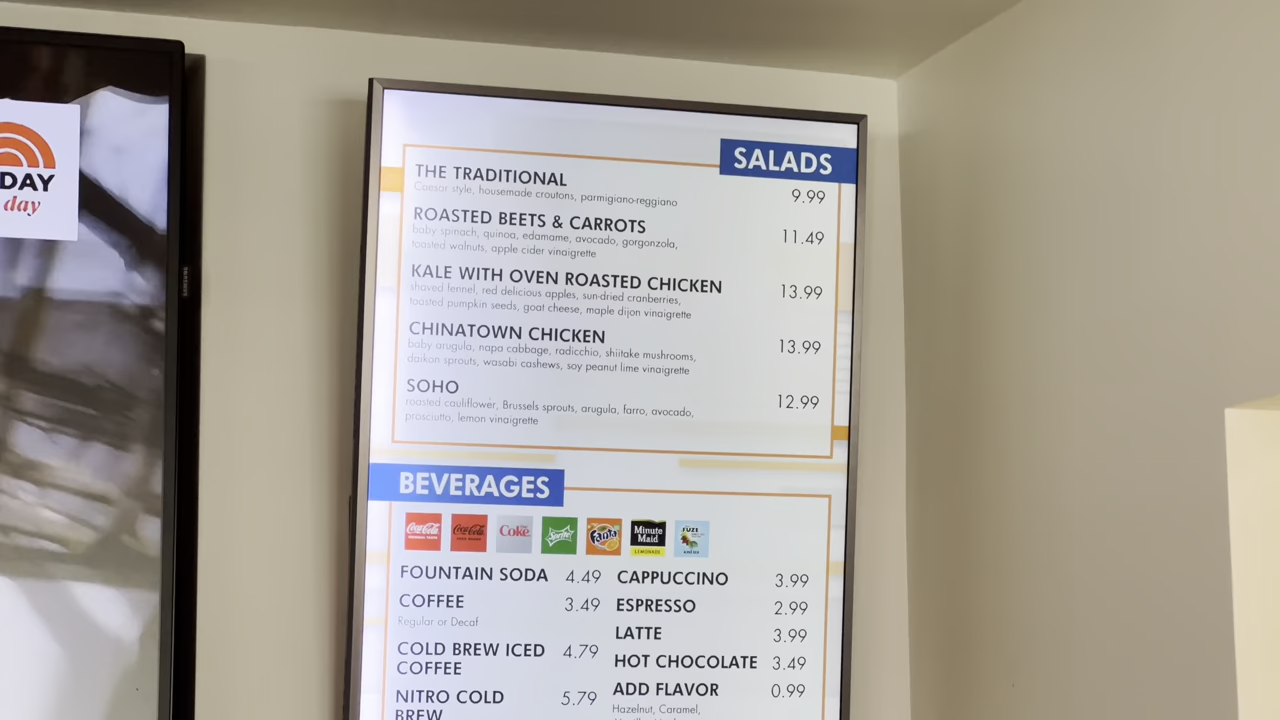 DAY
day
SALADS
THE TRADITIONAL 9.99
Caesar style, housemade croutons, parmigiano-reggiano
ROASTED BEETS & CARROTS 11.49
baby spinach, quinoa, edamame, avocado, gorgonzola,
toasted walnuts, apple cider vinaigrette
KALE WITH OVEN ROASTED CHICKEN 13.99
shaved fennel, red delicious apples, sun-dried cranberries,
toasted pumpkin seeds, goat cheese, maple dijon vinaigrette
CHINATOWN CHICKEN 13.99
baby arugula, napa cabbage, radicchio, shiitake mushrooms,
daikon sprouts, wasabi cashews, soy peanut lime vinaigrette
SOHO 12.99
roasted cauliflower, Brussels sprouts, arugula, farro, avocado,
prosciutto, lemon vinaigrette
BEVERAGES
Coca-Cola Coca-Cola Coke Sprite Fanta Minute Maid LEMONADE FUZE
FOUNTAIN SODA 4.49
COFFEE 3.49
Regular or Decaf
COLD BREW ICED 4.79
COFFEE
NITRO COLD 5.79
BREW
CAPPUCCINO 3.99
ESPRESSO 2.99
LATTE 3.99
HOT CHOCOLATE 3.49
ADD FLAVOR 0.99
Hazelnut, Caramel,